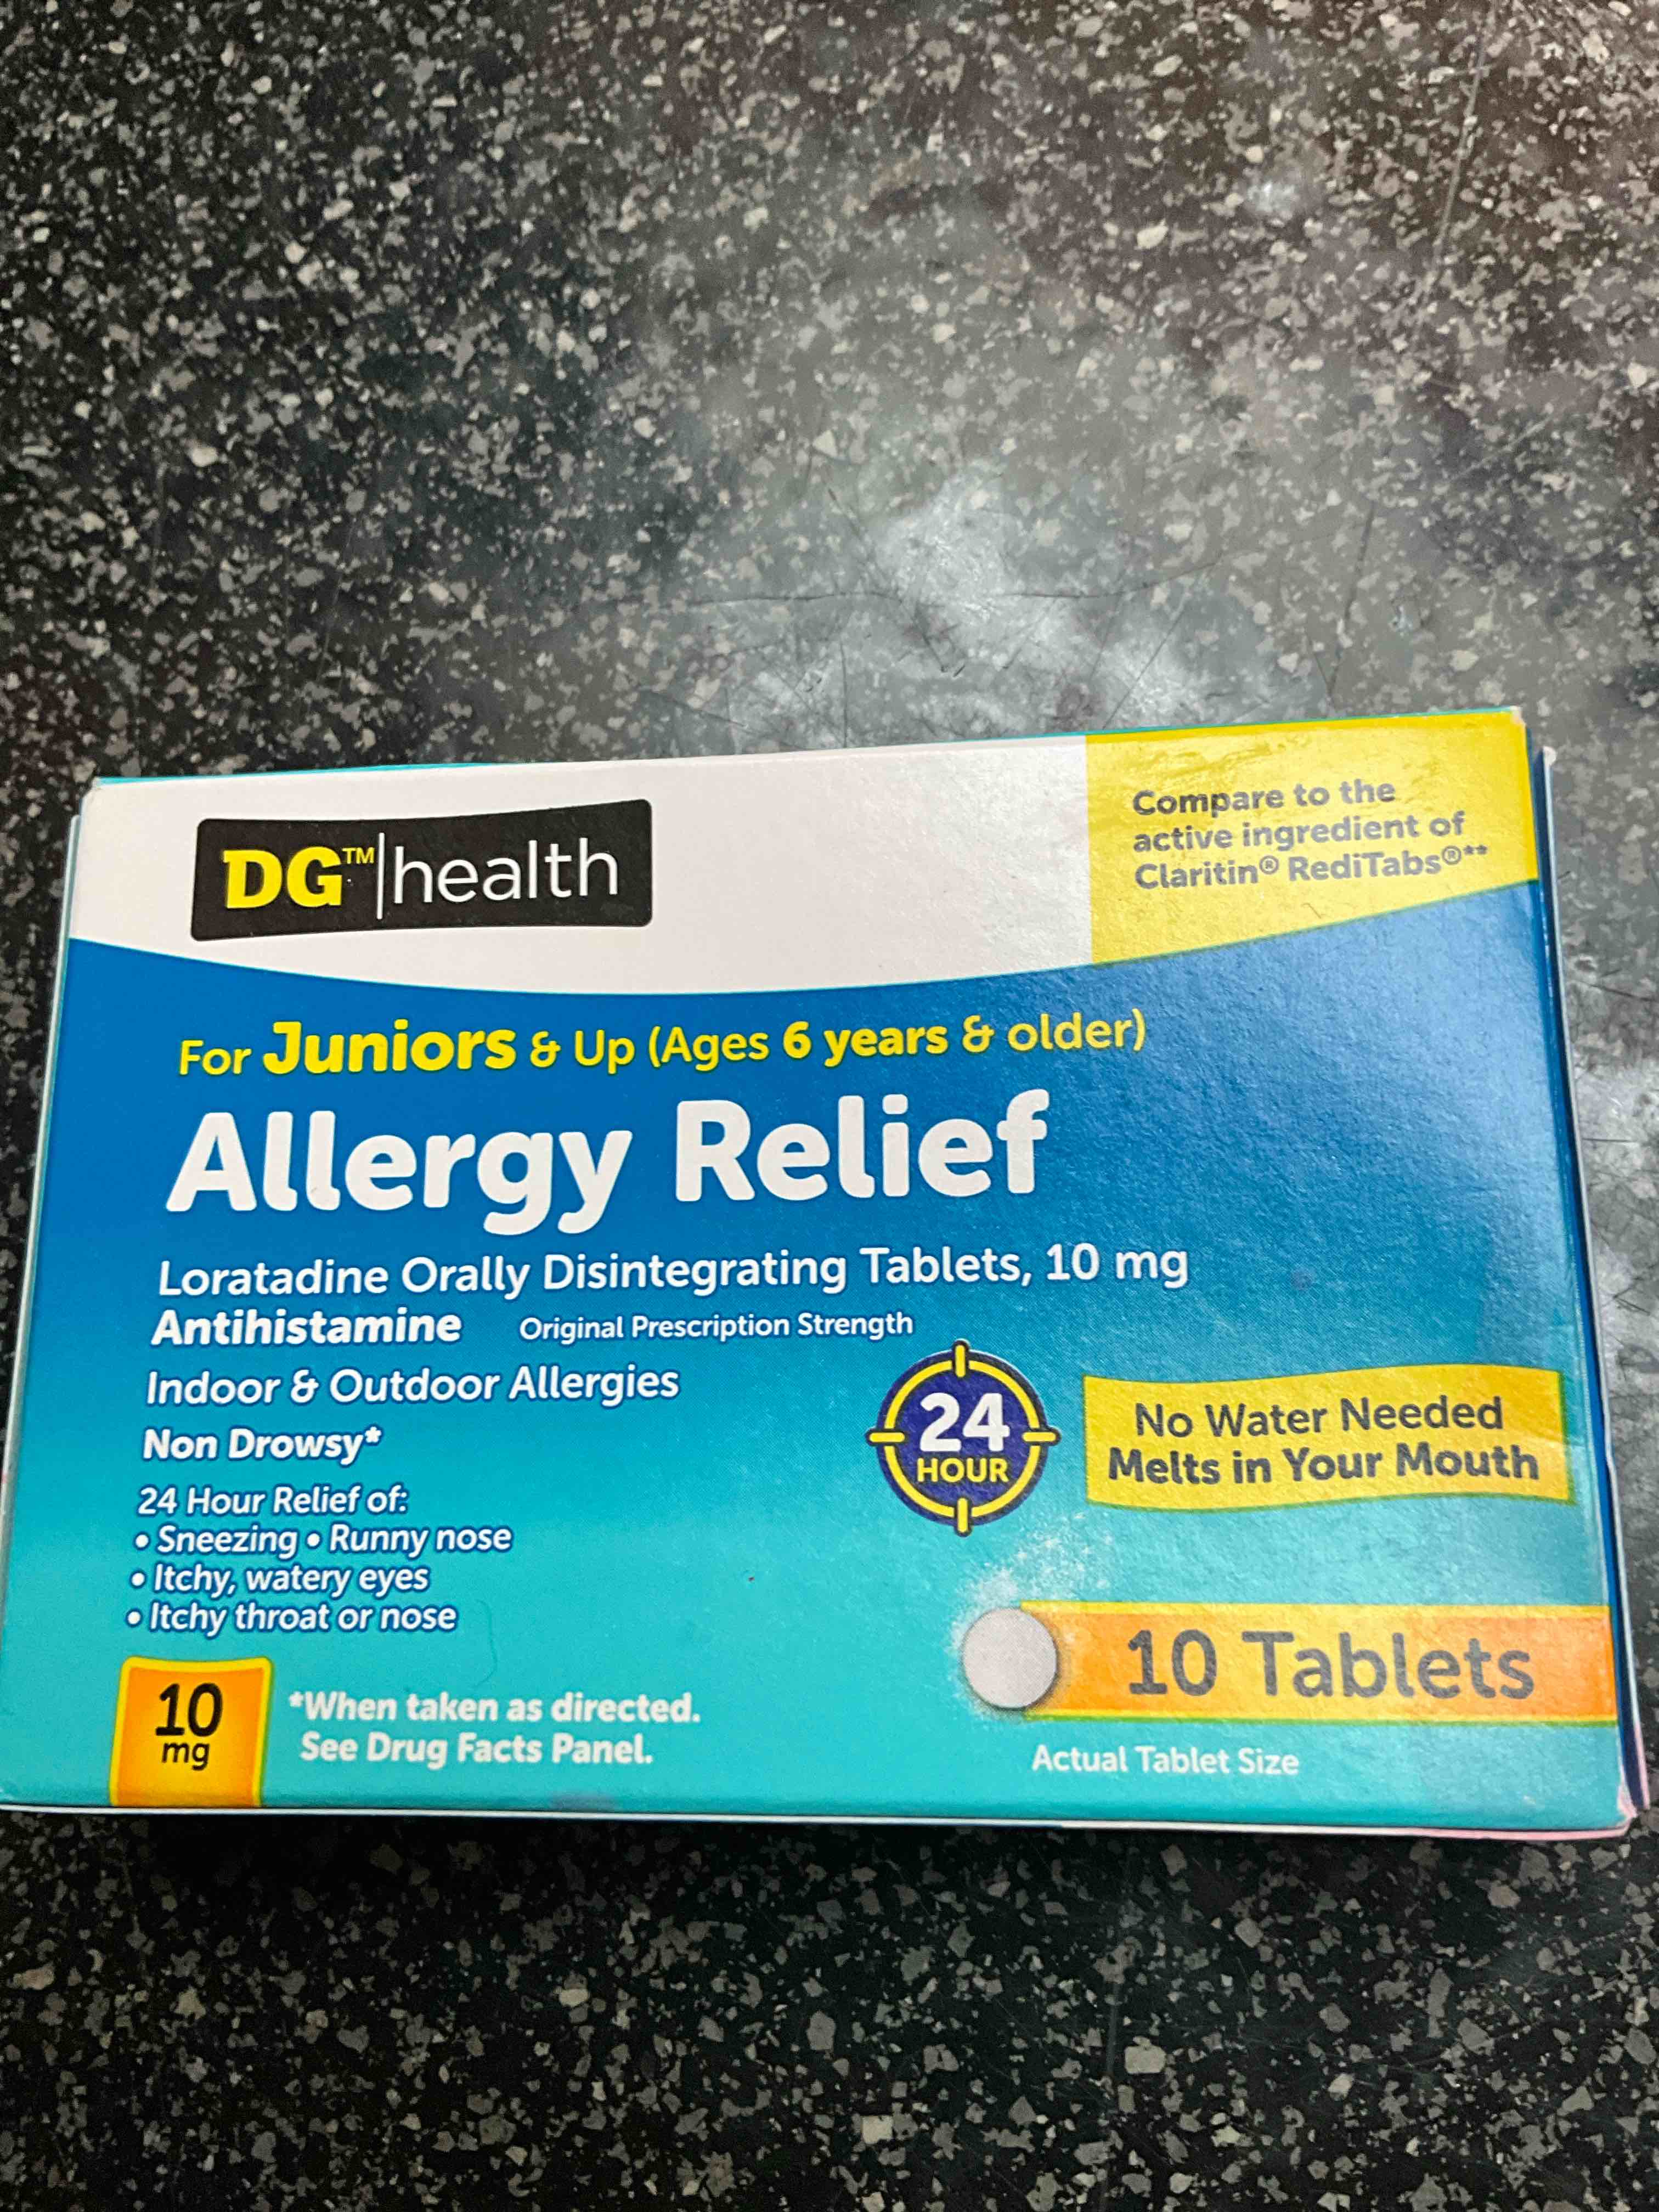 DG™|health
Compare to the
active ingredient of
Claritin® RediTabs®**
For Juniors & Up (Ages 6 years & older)
Allergy Relief
Loratadine Orally Disintegrating Tablets, 10 mg
Antihistamine Original Prescription Strength
Indoor & Outdoor Allergies
Non Drowsy*
24 Hour Relief of:
• Sneezing • Runny nose
• Itchy, watery eyes
• Itchy throat or nose
24
HOUR
No Water Needed
Melts in Your Mouth
10 Tablets
Actual Tablet Size
10
mg
*When taken as directed.
See Drug Facts Panel.